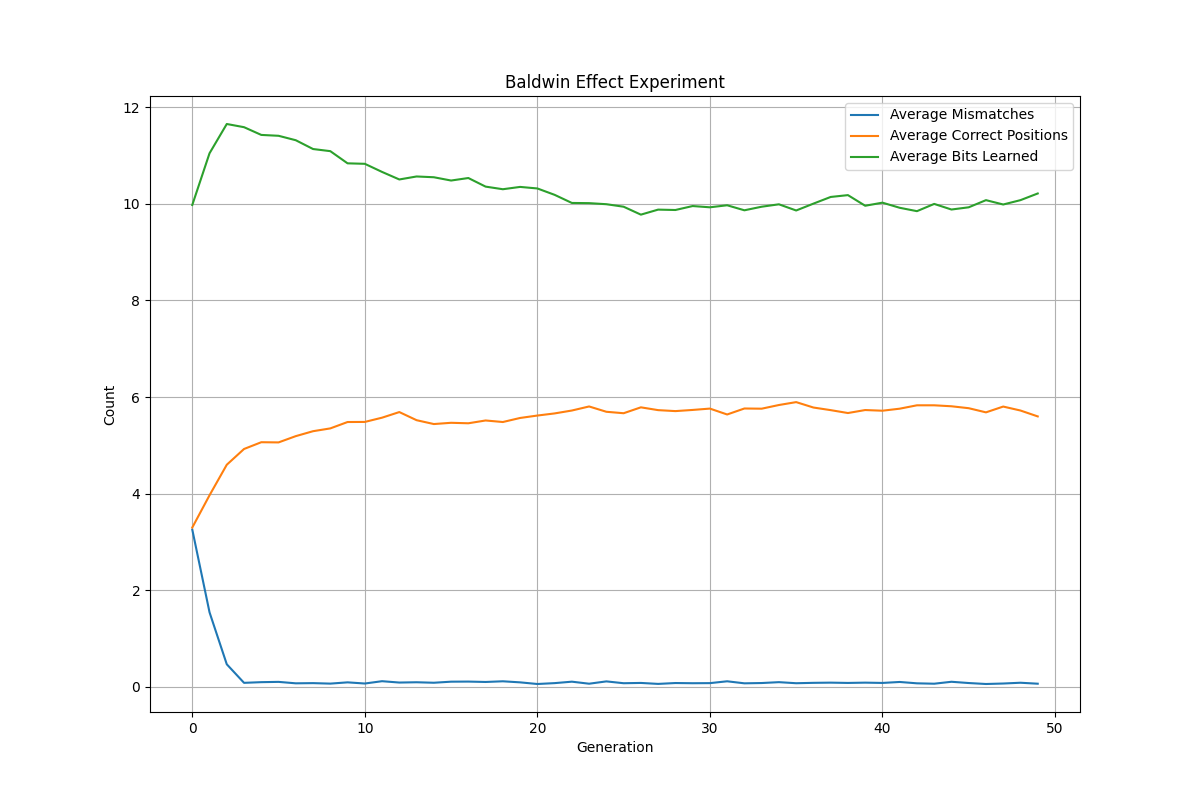 Baldwin Effect Experiment
Average Mismatches
Average Correct Positions
Average Bits Learned
12
10
8
6
4
2
0
Count
0 10 20 30 40 50
Generation